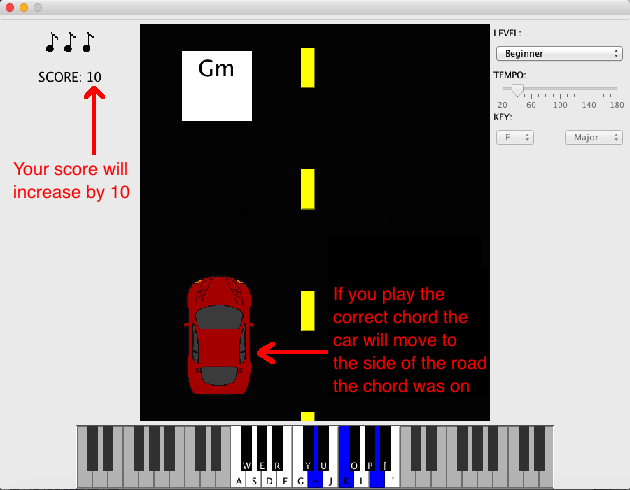 SCORE: 10
Your score will
increase by 10
Gm
If you play the
correct chord the
car will move to
the side of the road
the chord was on
LEVEL:
Beginner
TEMPO:
20 60 100 140 180
KEY:
F Major
W E R Y U O P [
A S D F G J K L '